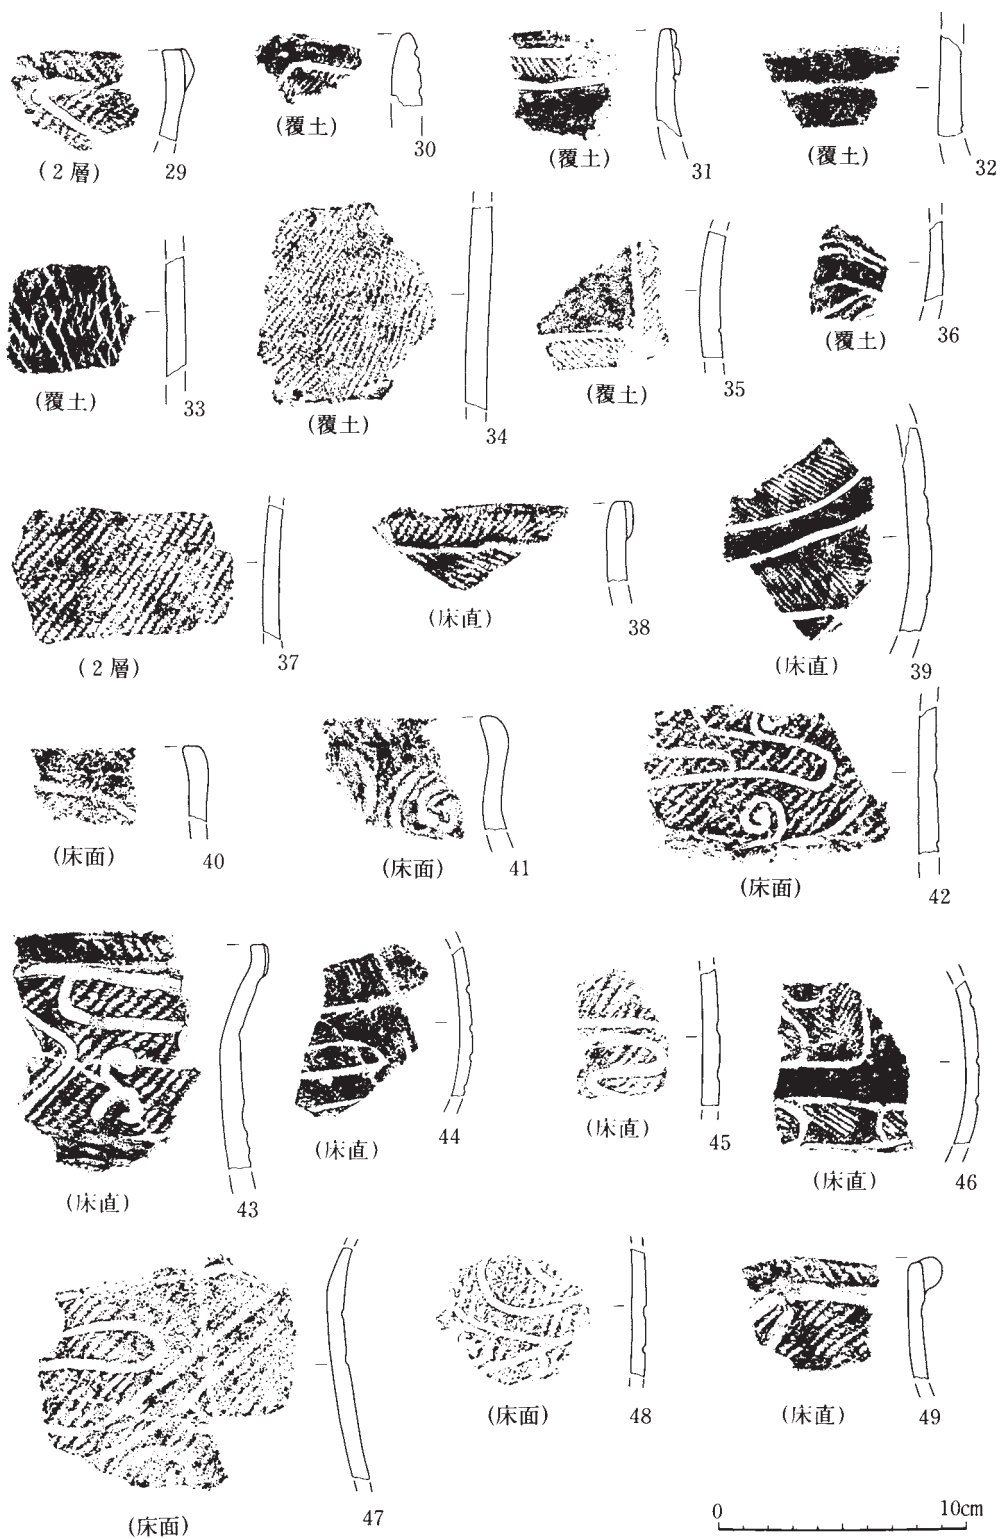 (2層) 29
(覆土) 30
(覆土) 31
(覆土) 32
(覆土) 33
(覆土) 34
(覆土) 35
(覆土) 36
(2層) 37
(床直) 38
(床直) 39
(床面) 40
(床面) 41
(床面) 42
(床直) 43
(床直) 44
(床直) 45
(床直) 46
(床面) 47
(床面) 48
(床直) 49
0 10cm